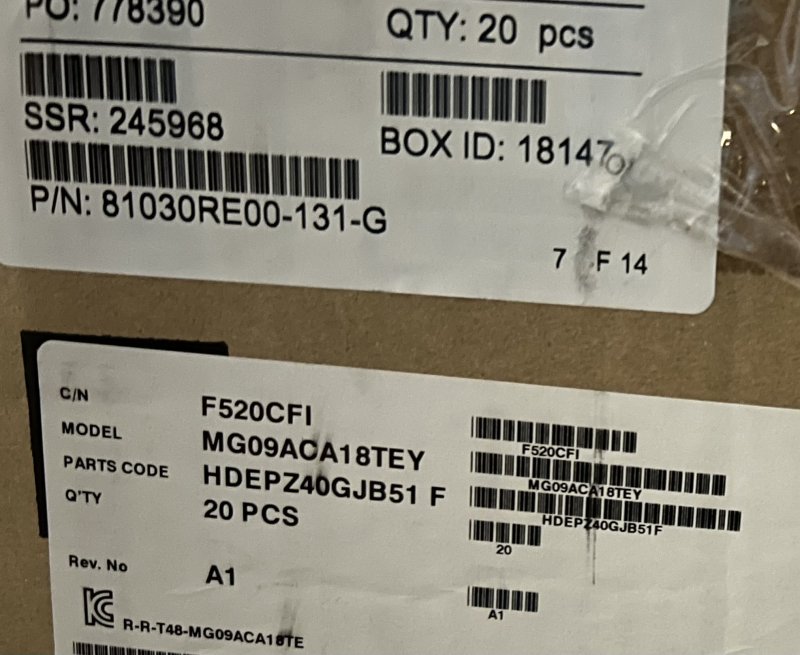 PO: 778390
QTY: 20 pcs
SSR: 245968
BOX ID: 18147
P/N: 81030RE00-131-G
7 F 14
C/N F520CFI
MODEL MG09ACA18TEY
PARTS CODE HDEPZ40GJB51 F
Q'TY 20 PCS
Rev. No A1
R-R-T48-MG09ACA18TE
F520CFI
MG09ACA18TEY
HDEPZ40GJB51F
20
A1